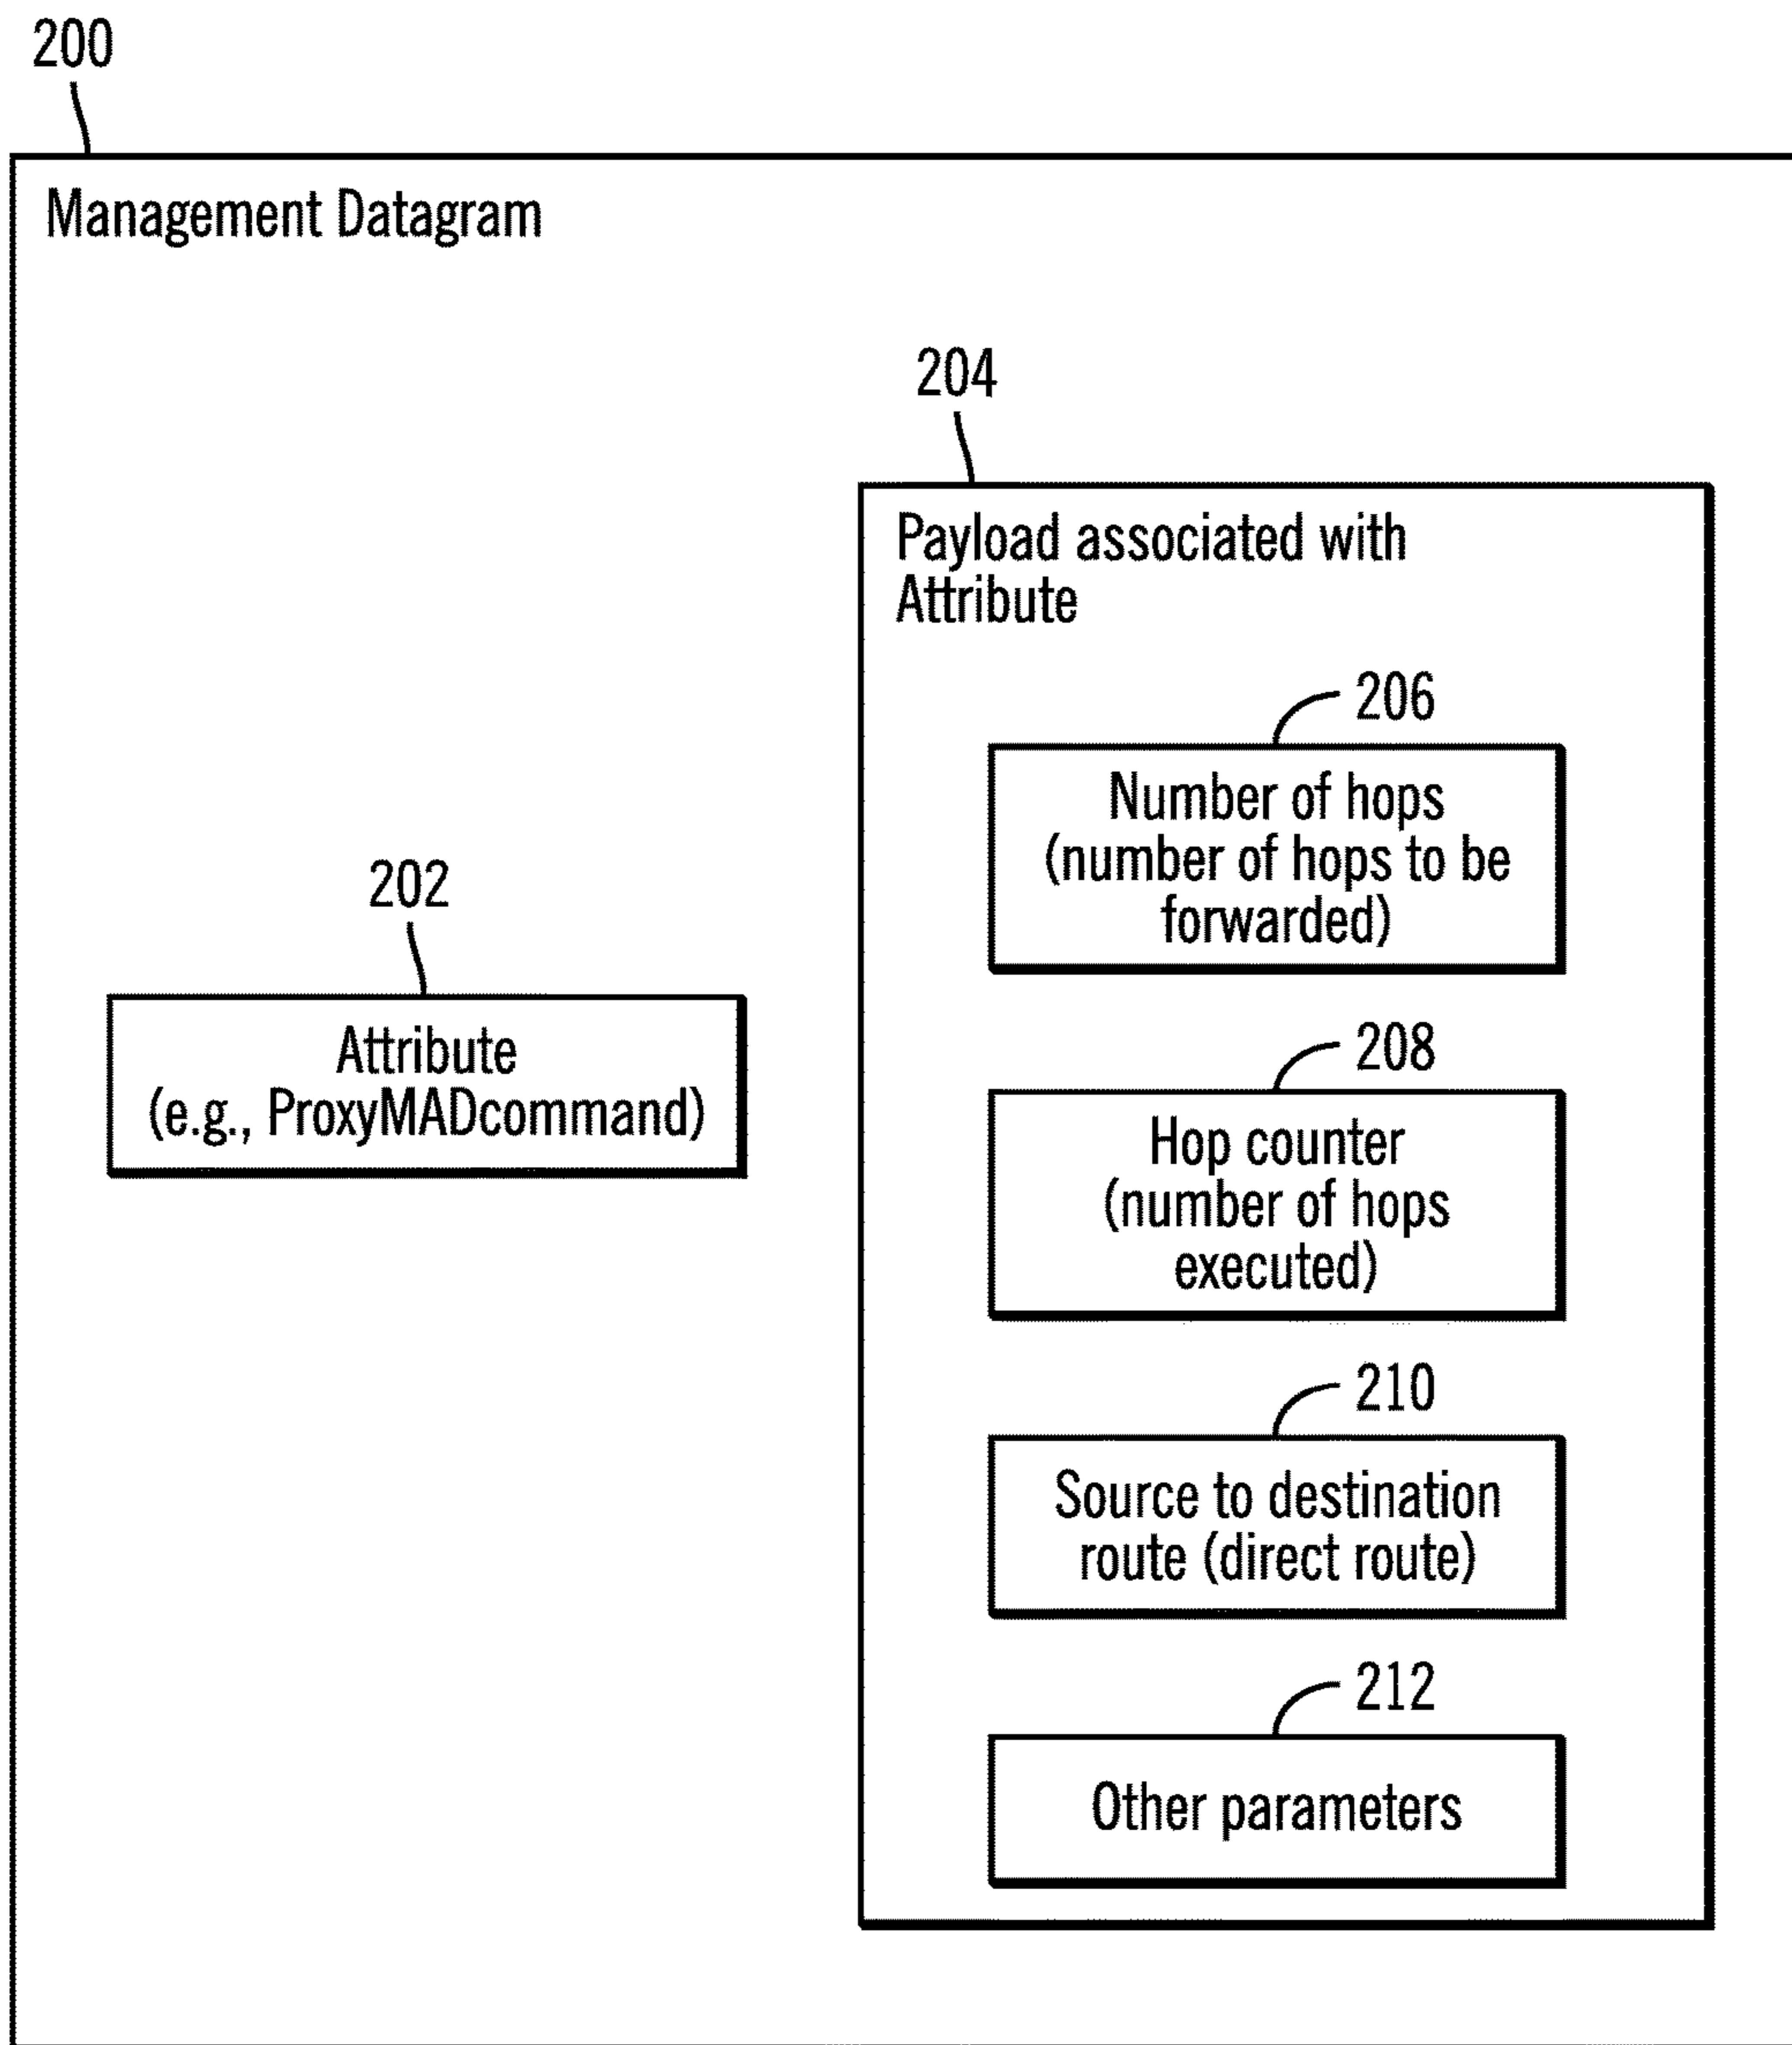 200
Management Datagram
204
Payload associated with
Attribute
206
Number of hops
(number of hops to be
forwarded)
202
Attribute
(e.g., ProxyMADcommand)
208
Hop counter
(number of hops
executed)
210
Source to destination
route (direct route)
212
Other parameters